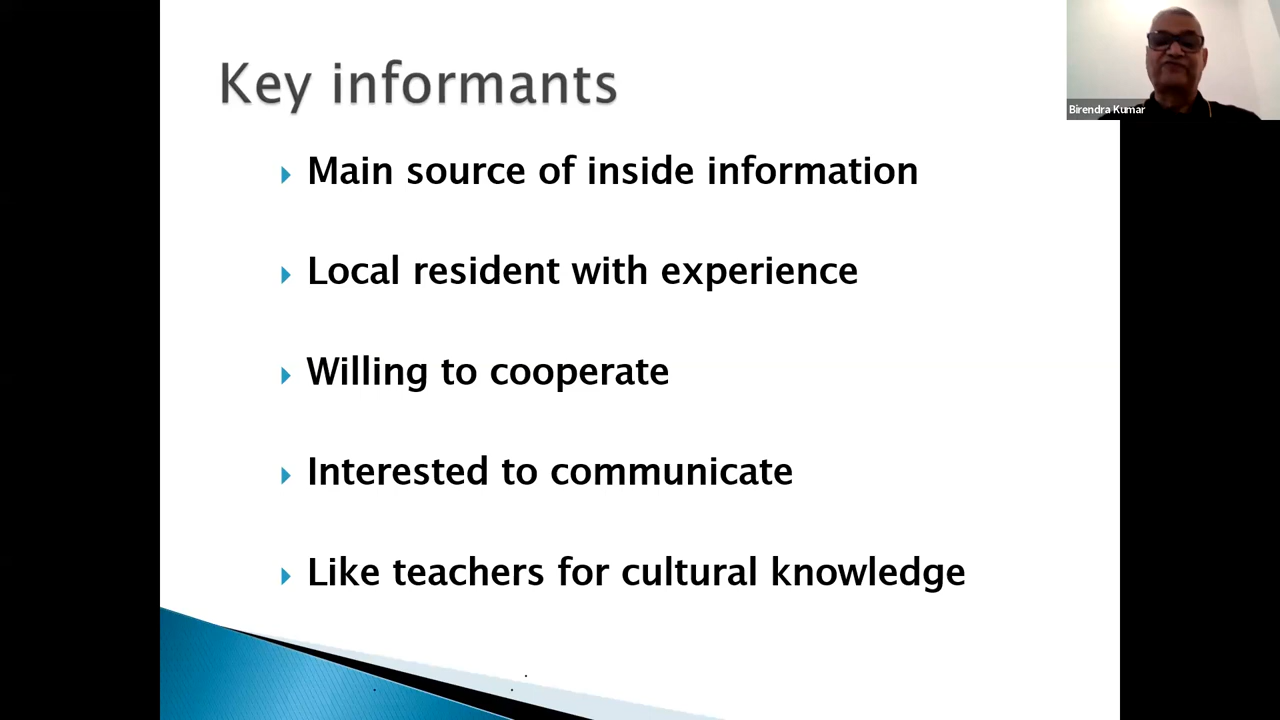 Key informants
Main source of inside information
Local resident with experience
Willing to cooperate
Interested to communicate
Like teachers for cultural knowledge
Birendra Kumar